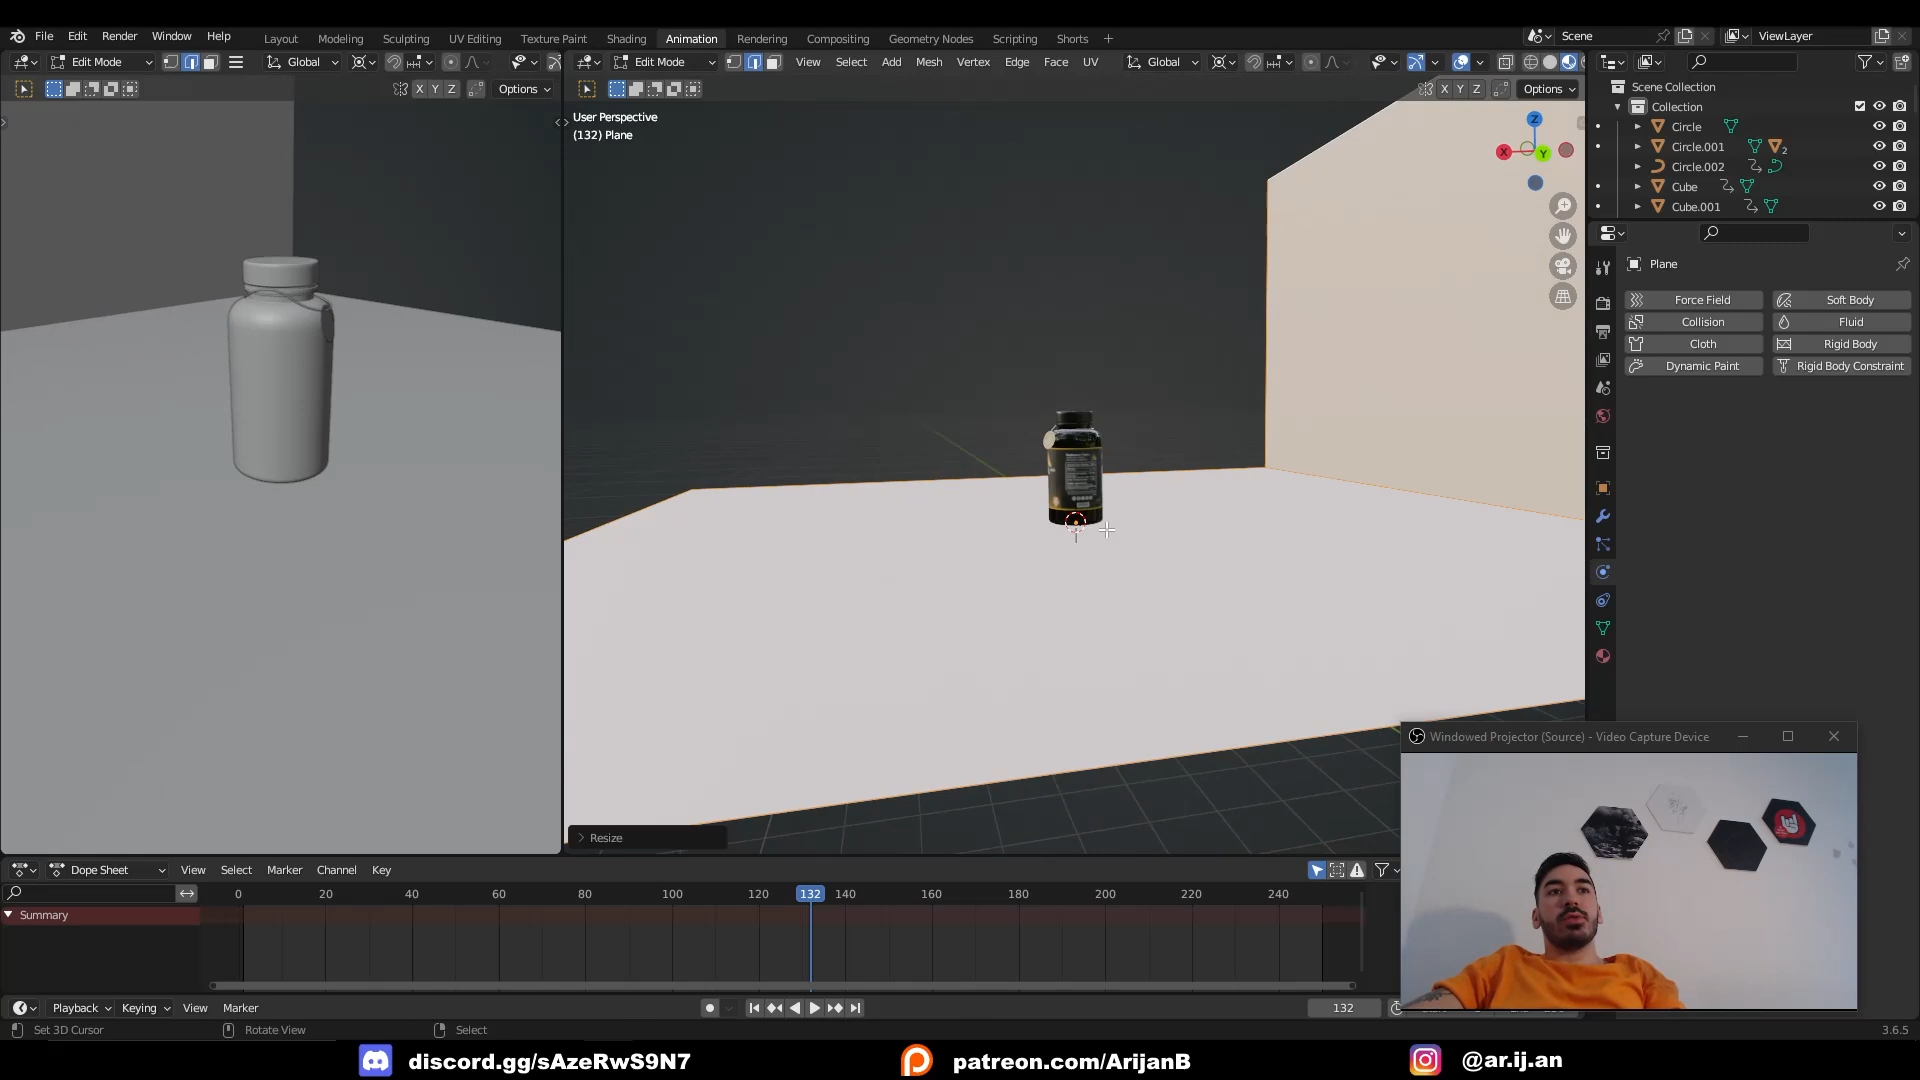 File Edit Render Window Help
Layout Modeling Sculpting UV Editing Texture Paint Shading Animation Rendering Compositing Geometry Nodes Scripting Shorts +
Scene
ViewLayer
Edit Mode
Global
Edit Mode
View Select Add Mesh Vertex Edge Face UV
Global
X Y Z
Options
X Y Z
Options
User Perspective
(132) Plane
Z
X
Y
Scene Collection
Collection
Circle
Circle.001
2
Circle.002
Cube
Cube.001
Plane
Force Field
Soft Body
Collision
Fluid
Cloth
Rigid Body
Dynamic Paint
Rigid Body Constraint
Resize
Windowed Projector (Source) - Video Capture Device
Dope Sheet
View Select Marker Channel Key
0 20 40 60 80 100 120 132 140 160 180 200 220 240
Summary
Playback Keying View Marker
132
Set 3D Cursor
Rotate View
Select
3.6.5
discord.gg/sAzeRwS9N7
patreon.com/ArijanB
@ar.ij.an